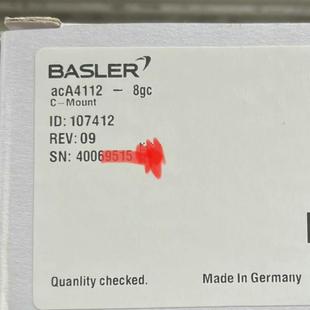 BASLER
acA4112 - 8gc
C-Mount
ID: 107412
REV: 09
SN: 40069515
Quanlity checked.
Made In Germany